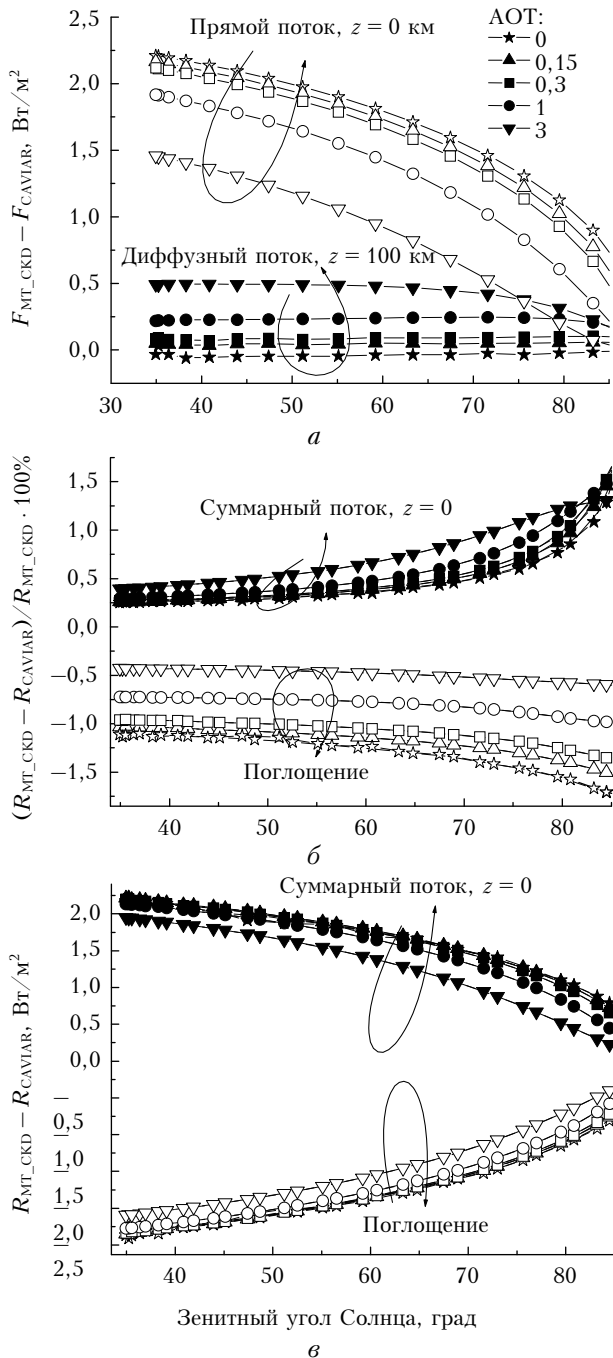 АОТ:
0
0,15
0,3
1
3
Прямой поток, z = 0 км
Диффузный поток, z = 100 км
F_MT_CKD – F_CAVIAR, Вт/м²
2,5
2,0
1,5
1,0
0,5
0,0
30 40 50 60 70 80
а
(R_MT_CKD – R_CAVIAR)/R_MT_CKD · 100%
1,5
1,0
0,5
0,0
–0,5
–1,0
–1,5
Суммарный поток, z = 0
Поглощение
40 50 60 70 80
б
R_MT_CKD – R_CAVIAR, Вт/м²
2,0
1,5
1,0
0,5
0,0
0,5
1,0
1,5
2,0
2,5
Суммарный поток, z = 0
Поглощение
40 50 60 70 80
Зенитный угол Солнца, град
в